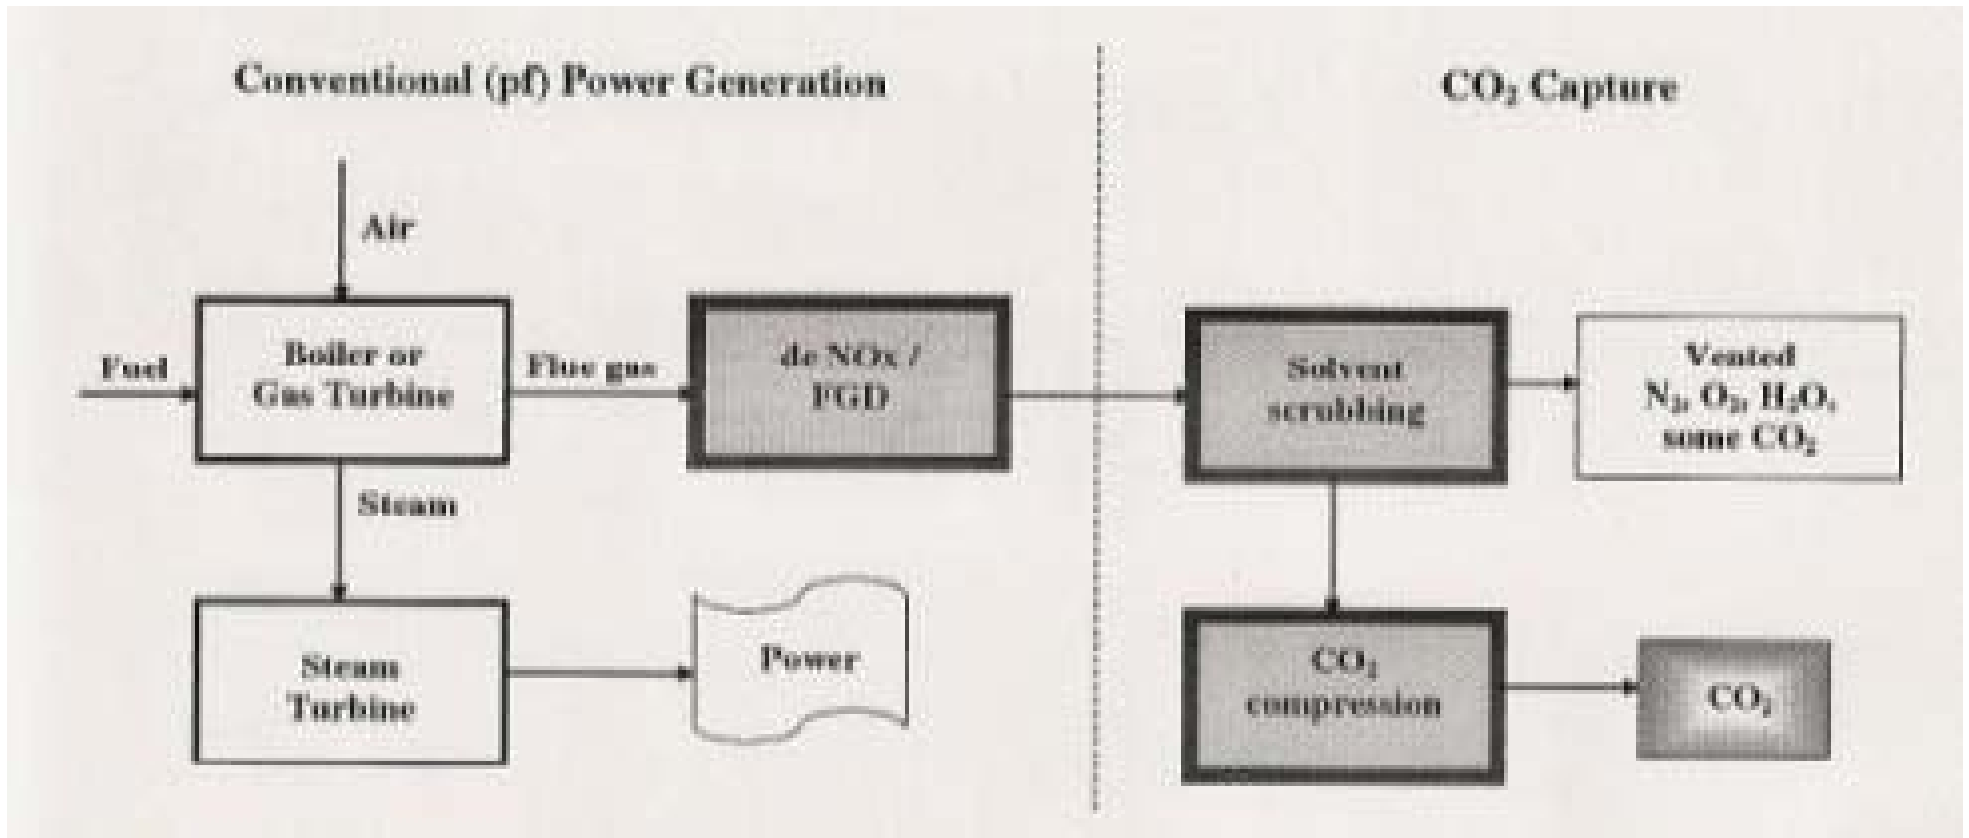 Conventional (pf) Power Generation
CO₂ Capture
Air
Fuel
Boiler or
Gas Turbine
Flue gas
de NOx /
FGD
Solvent
scrubbing
Vented
N₂, O₂, H₂O,
some CO₂
Steam
Steam
Turbine
Power
CO₂
compression
CO₂